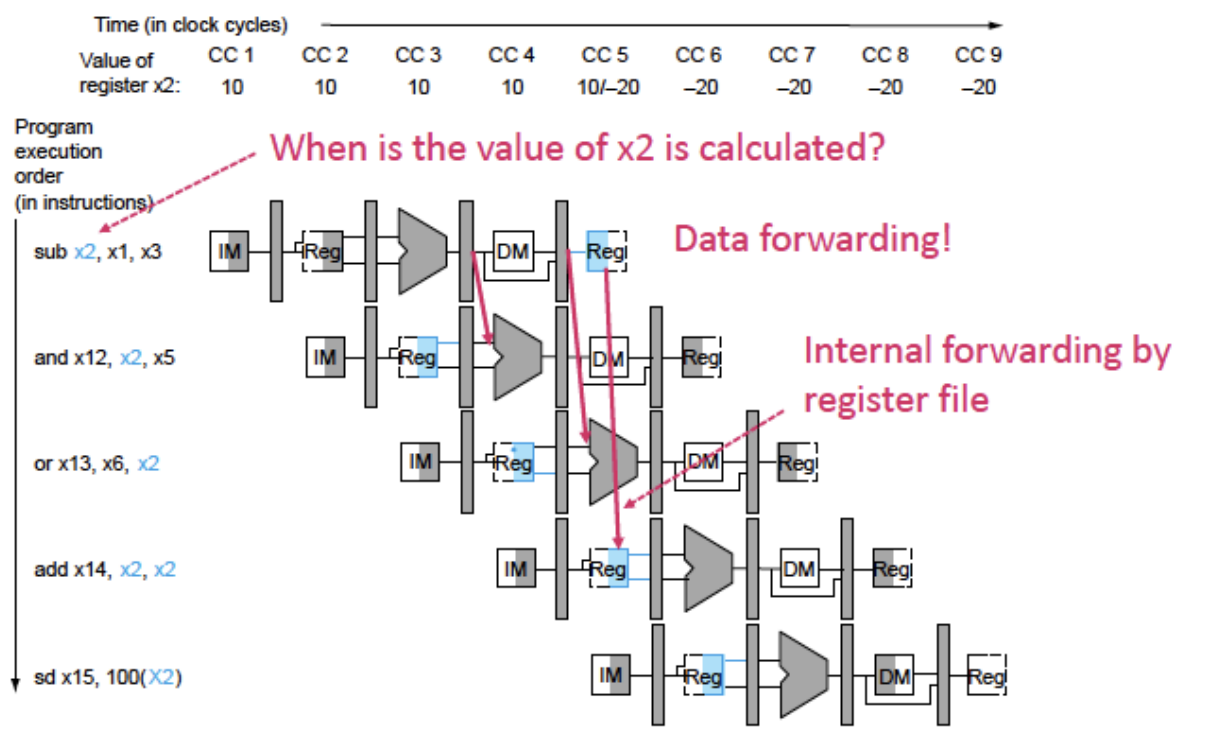 Time (in clock cycles)
Value of register x2:
CC 1 CC 2 CC 3 CC 4 CC 5 CC 6 CC 7 CC 8 CC 9
10 10 10 10 10/–20 –20 –20 –20 –20
Program
execution
order
(in instructions)
When is the value of x2 is calculated?
sub x2, x1, x3
IM Reg DM Reg
Data forwarding!
and x12, x2, x5
IM Reg DM Reg
Internal forwarding by
register file
or x13, x6, x2
IM Reg DM Reg
add x14, x2, x2
IM Reg DM Reg
sd x15, 100(X2)
IM Reg DM Reg